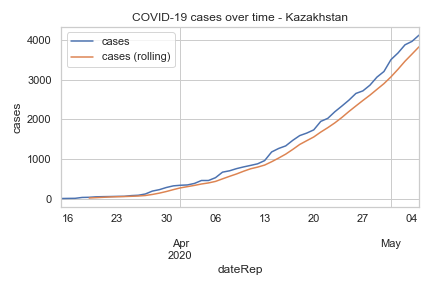 COVID-19 cases over time - Kazakhstan
cases
cases (rolling)
4000
3000
2000
1000
0
cases
16 23 30 06 13 20 27 04
Apr May
2020
dateRep